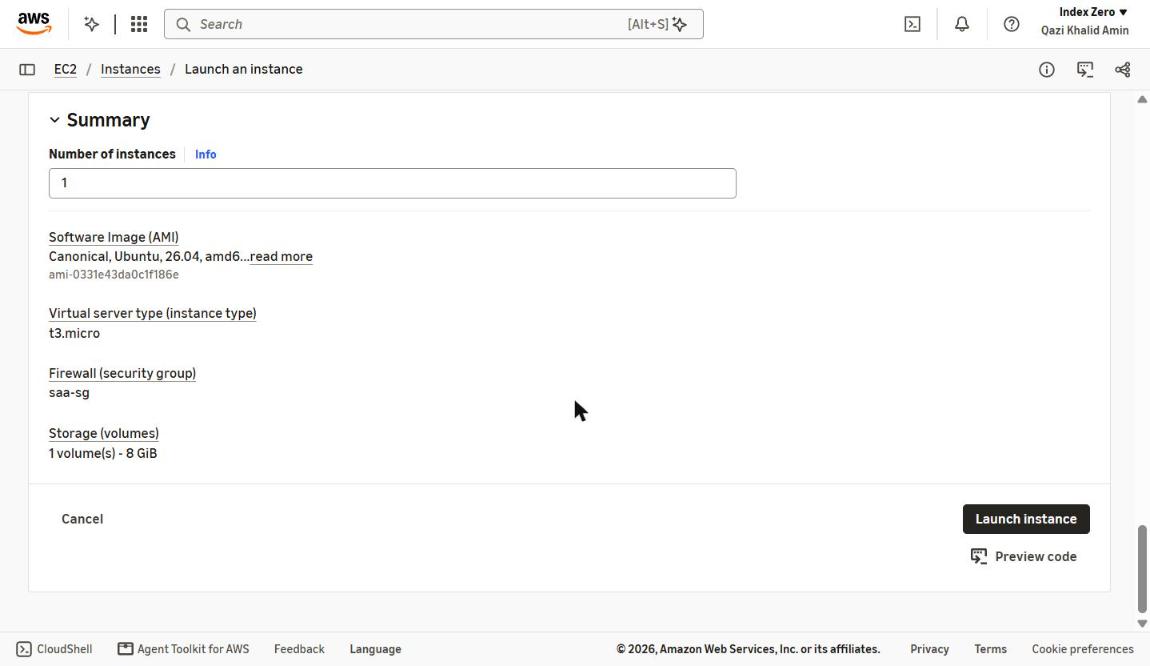 aws
Search [Alt+S]
Index Zero
Qazi Khalid Amin
EC2 / Instances / Launch an instance
Summary
Number of instances Info
1
Software Image (AMI)
Canonical, Ubuntu, 26.04, amd6...read more
ami-0331e43da0c1f186e
Virtual server type (instance type)
t3.micro
Firewall (security group)
saa-sg
Storage (volumes)
1 volume(s) - 8 GiB
Cancel Launch instance
Preview code
CloudShell Agent Toolkit for AWS Feedback Language © 2026, Amazon Web Services, Inc. or its affiliates. Privacy Terms Cookie preferences